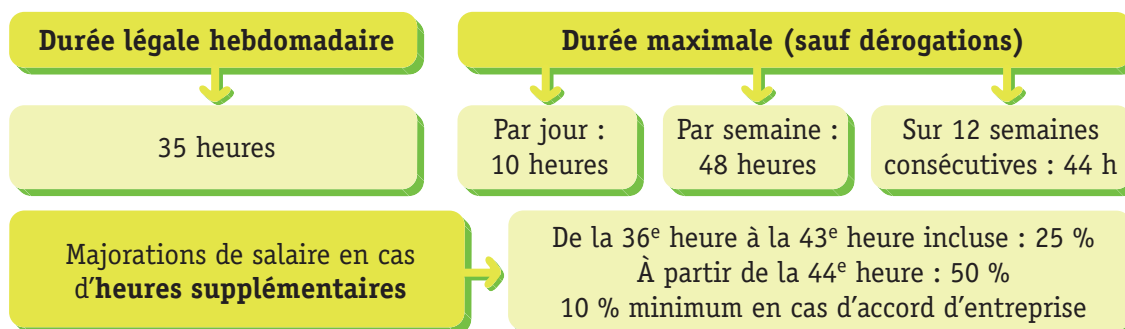 Durée légale hebdomadaire
35 heures
Durée maximale (sauf dérogations)
Par jour :
10 heures
Par semaine :
48 heures
Sur 12 semaines
consécutives : 44 h
Majorations de salaire en cas
d’heures supplémentaires
De la 36e heure à la 43e heure incluse : 25 %
À partir de la 44e heure : 50 %
10 % minimum en cas d’accord d’entreprise